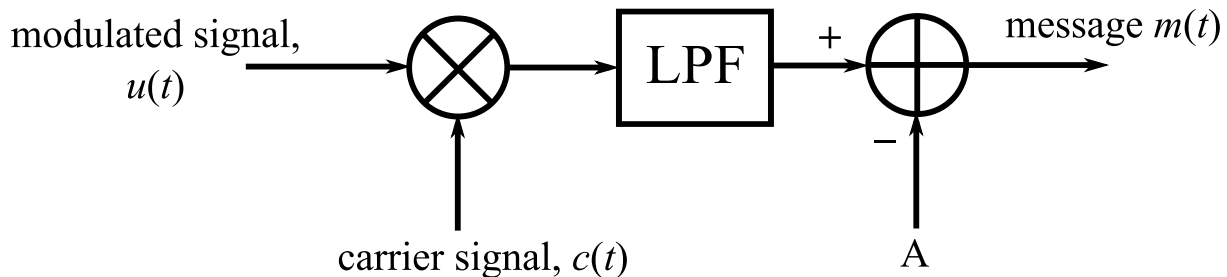 modulated signal,
u(t)
LPF
+
message m(t)
−
carrier signal, c(t)
A